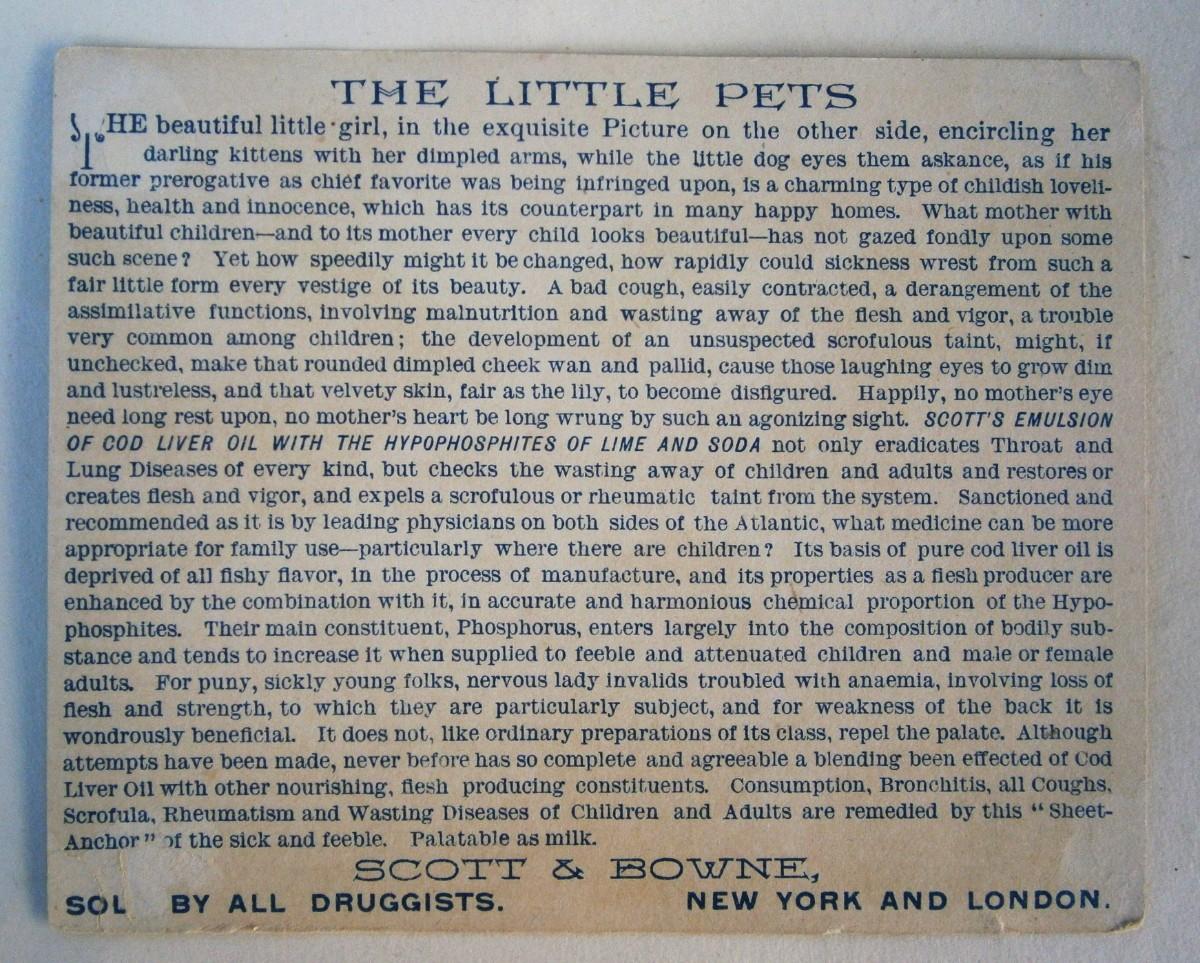 THE LITTLE PETS
THE beautiful little girl, in the exquisite Picture on the other side, encircling her
darling kittens with her dimpled arms, while the little dog eyes them askance, as if his
former prerogative as chief favorite was being infringed upon, is a charming type of childish loveli-
ness, health and innocence, which has its counterpart in many happy homes. What mother with
beautiful children—and to its mother every child looks beautiful—has not gazed fondly upon some
such scene? Yet how speedily might it be changed, how rapidly could sickness wrest from such a
fair little form every vestige of its beauty. A bad cough, easily contracted, a derangement of the
assimilative functions, involving malnutrition and wasting away of the flesh and vigor, a trouble
very common among children; the development of an unsuspected scrofulous taint, might, if
unchecked, make that rounded dimpled cheek wan and pallid, cause those laughing eyes to grow dim
and lustreless, and that velvety skin, fair as the lily, to become disfigured. Happily, no mother's eye
need long rest upon, no mother's heart be long wrung by such an agonizing sight. SCOTT'S EMULSION
OF COD LIVER OIL WITH THE HYPOPHOSPHITES OF LIME AND SODA not only eradicates Throat and
Lung Diseases of every kind, but checks the wasting away of children and adults and restores or
creates flesh and vigor, and expels a scrofulous or rheumatic taint from the system. Sanctioned and
recommended as it is by leading physicians on both sides of the Atlantic, what medicine can be more
appropriate for family use—particularly where there are children? Its basis of pure cod liver oil is
deprived of all fishy flavor, in the process of manufacture, and its properties as a flesh producer are
enhanced by the combination with it, in accurate and harmonious chemical proportion of the Hypo-
phosphites. Their main constituent, Phosphorus, enters largely into the composition of bodily sub-
stance and tends to increase it when supplied to feeble and attenuated children and male or female
adults. For puny, sickly young folks, nervous lady invalids troubled with anaemia, involving loss of
flesh and strength, to which they are particularly subject, and for weakness of the back it is
wondrously beneficial. It does not, like ordinary preparations of its class, repel the palate. Although
attempts have been made, never before has so complete and agreeable a blending been effected of Cod
Liver Oil with other nourishing, flesh producing constituents. Consumption, Bronchitis, all Coughs,
Scrofula, Rheumatism and Wasting Diseases of Children and Adults are remedied by this "Sheet-
Anchor" of the sick and feeble. Palatable as milk.
SCOTT & BOWNE,
SOL BY ALL DRUGGISTS. NEW YORK AND LONDON.